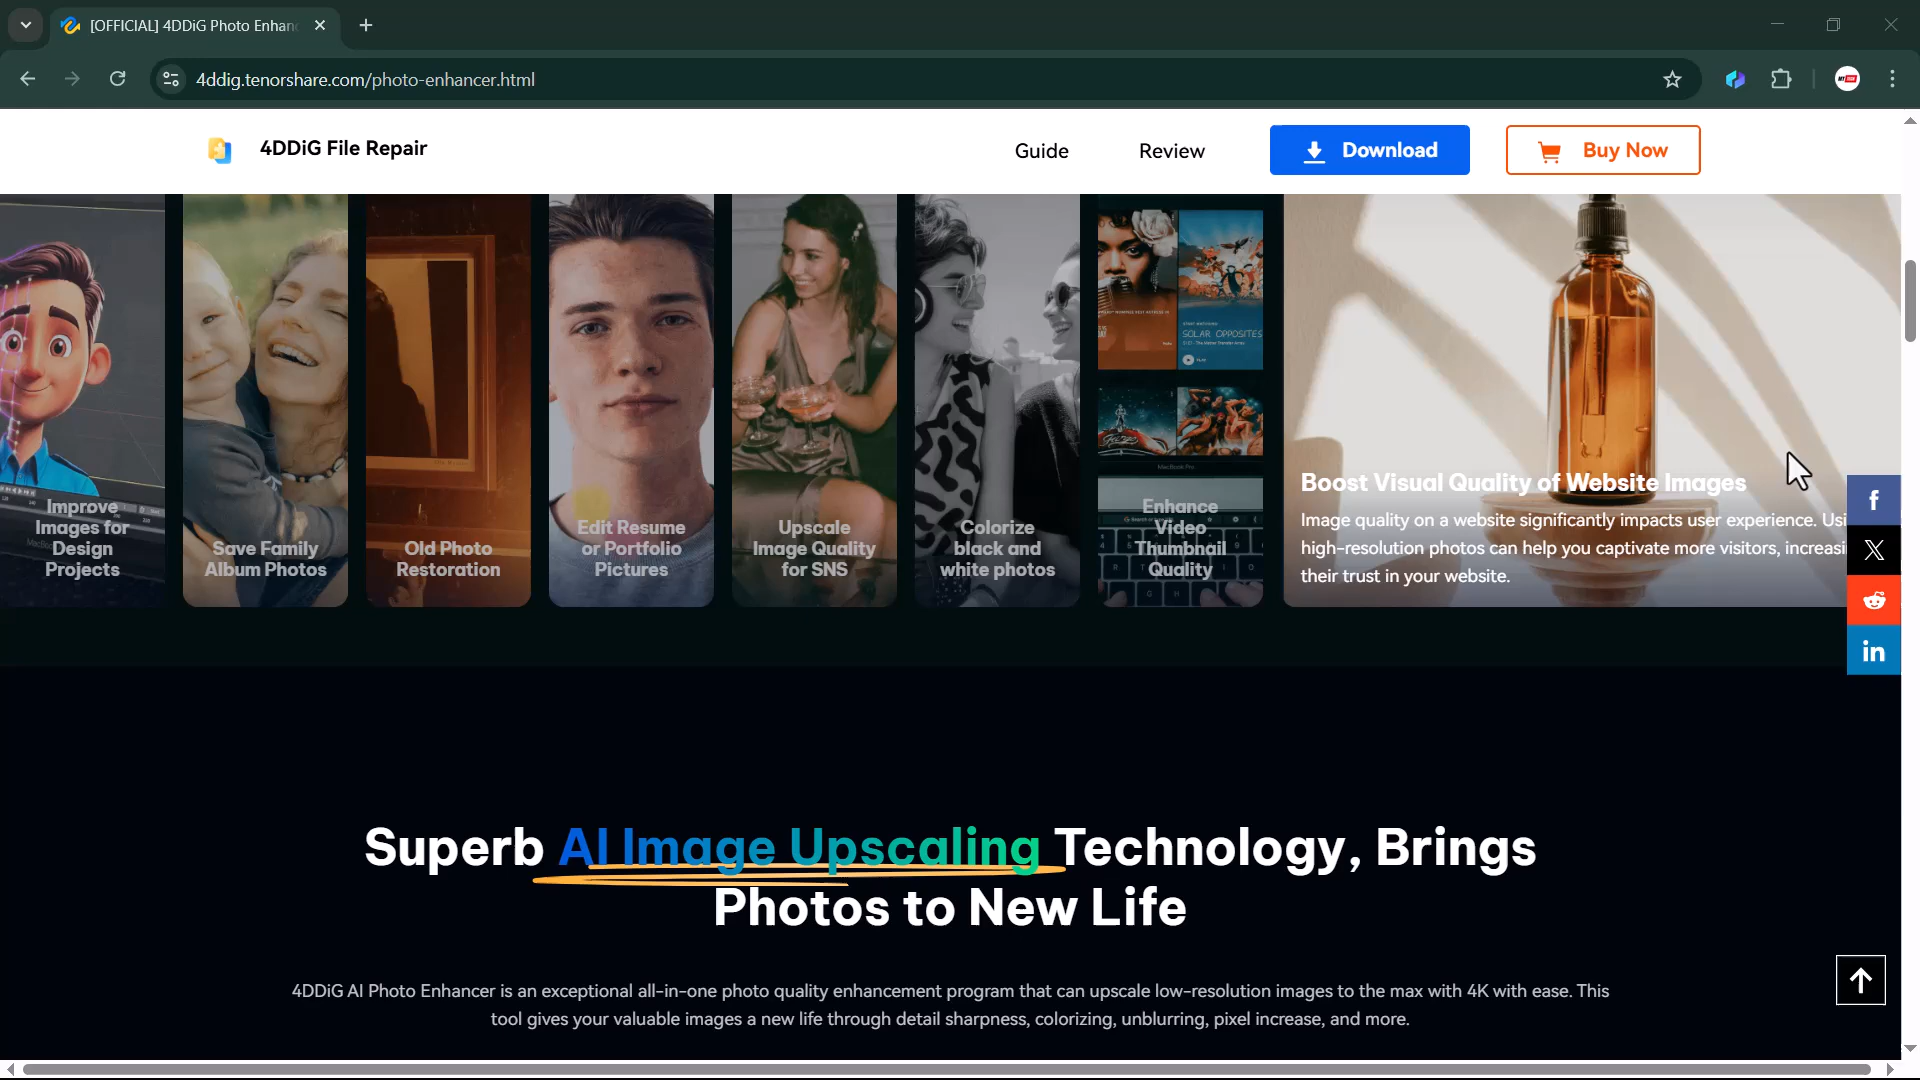 [OFFICIAL] 4DDiG Photo Enhan
4ddig.tenorshare.com/photo-enhancer.html
4DDiG File Repair
Guide
Review
Download
Buy Now
Improve
Images for
Design
Projects
Save Family
Album Photos
Old Photo
Restoration
Edit Resume
or Portfolio
Pictures
Upscale
Image Quality
for SNS
Colorize
black and
white photos
SOLAR OPPOSITES
MacBook Pro
Enhance
Video
Thumbnail
Quality
Boost Visual Quality of Website Images
Image quality on a website significantly impacts user experience. Usi
high-resolution photos can help you captivate more visitors, increasi
their trust in your website.
Superb AI Image Upscaling Technology, Brings
Photos to New Life
4DDiG AI Photo Enhancer is an exceptional all-in-one photo quality enhancement program that can upscale low-resolution images to the max with 4K with ease. This
tool gives your valuable images a new life through detail sharpness, colorizing, unblurring, pixel increase, and more.